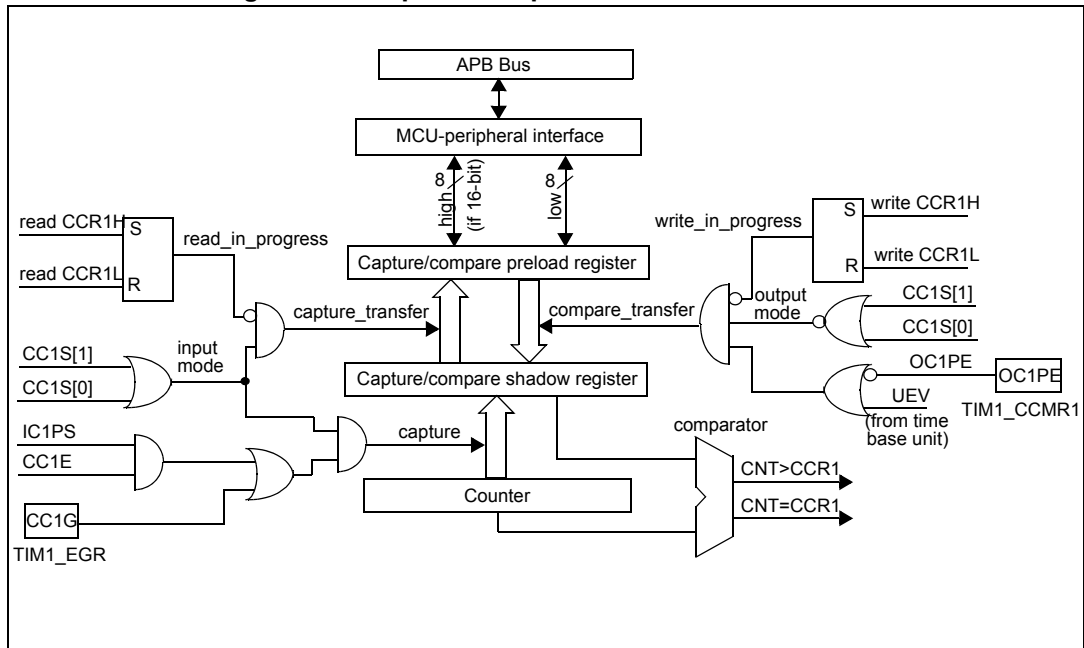 APB Bus
MCU-peripheral interface
8
high
(if 16-bit)
8
low
read CCR1H
S
read_in_progress
read CCR1L
R
write_in_progress
S
write CCR1H
R
write CCR1L
Capture/compare preload register
capture_transfer
compare_transfer
output
mode
CC1S[1]
CC1S[0]
CC1S[1]
CC1S[0]
input
mode
Capture/compare shadow register
OC1PE
OC1PE
UEV
TIM1_CCMR1
(from time
base unit)
IC1PS
CC1E
capture
comparator
CNT>CCR1
Counter
CNT=CCR1
CC1G
TIM1_EGR